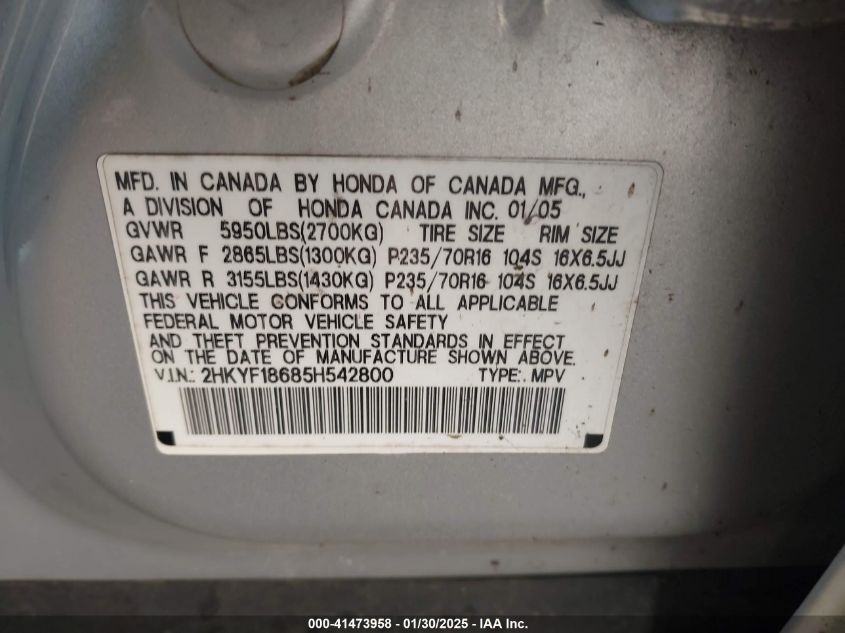 MFD. IN CANADA BY HONDA OF CANADA MFG.,
A DIVISION OF HONDA CANADA INC. 01/05
GVWR 5950LBS(2700KG) TIRE SIZE RIM SIZE
GAWR F 2865LBS(1300KG) P235/70R16 104S 16X6.5JJ
GAWR R 3155LBS(1430KG) P235/70R16 104S 16X6.5JJ
THIS VEHICLE CONFORMS TO ALL APPLICABLE
FEDERAL MOTOR VEHICLE SAFETY
AND THEFT PREVENTION STANDARDS IN EFFECT
ON THE DATE OF MANUFACTURE SHOWN ABOVE.
V.I.N.: 2HKYF18685H542800 TYPE: MPV
000-41473958 - 01/30/2025 - IAA Inc.